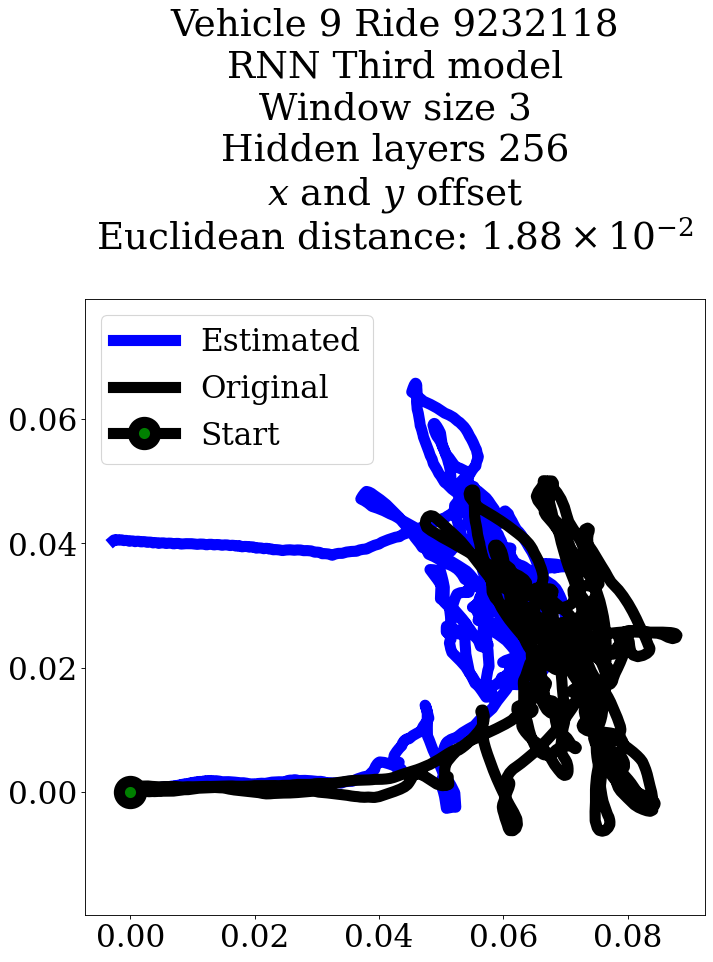 Vehicle 9 Ride 9232118
RNN Third model
Window size 3
Hidden layers 256
x and y offset
Euclidean distance: 1.88 × 10⁻²
Estimated
Original
Start
0.06
0.04
0.02
0.00
0.00 0.02 0.04 0.06 0.08